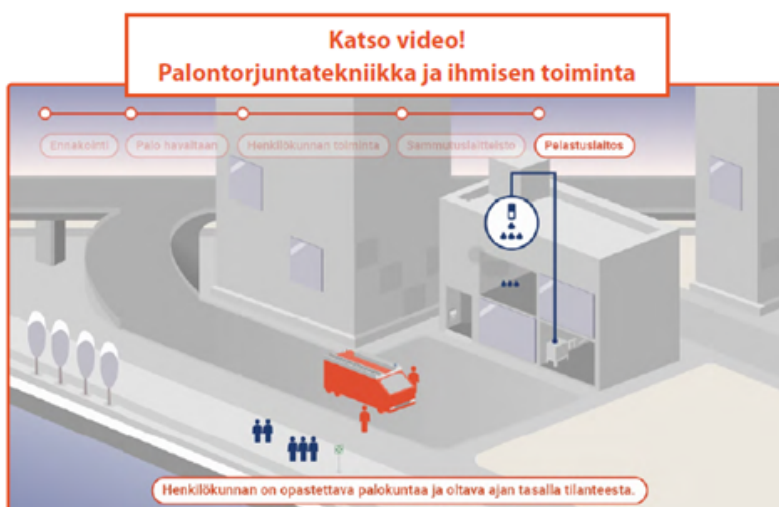 Katso video!
Palontorjuntatekniikka ja ihmisen toiminta
Ennakointi
Palo havaitaan
Henkilökunnan toiminta
Sammutuslaitteisto
Pelastuslaitos
Henkilökunnan on opastettava palokuntaa ja oltava ajan tasalla tilanteesta.